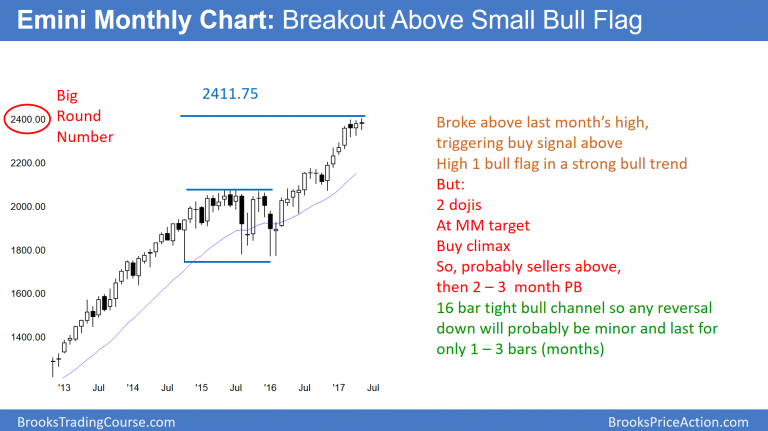 Emini Monthly Chart: Breakout Above Small Bull Flag
Big
Round
Number
2411.75
2400.00
2200.00
2000.00
1800.00
1600.00
1400.00
'13 Jul '14 Jul '15 Jul '16 Jul '17 Jul
Broke above last month’s high,
triggering buy signal above
High 1 bull flag in a strong bull trend
But:
2 dojis
At MM target
Buy climax
So, probably sellers above,
then 2 – 3 month PB
16 bar tight bull channel so any reversal
down will probably be minor and last for
only 1 – 3 bars (months)
BrooksTradingCourse.com
BrooksPriceAction.com